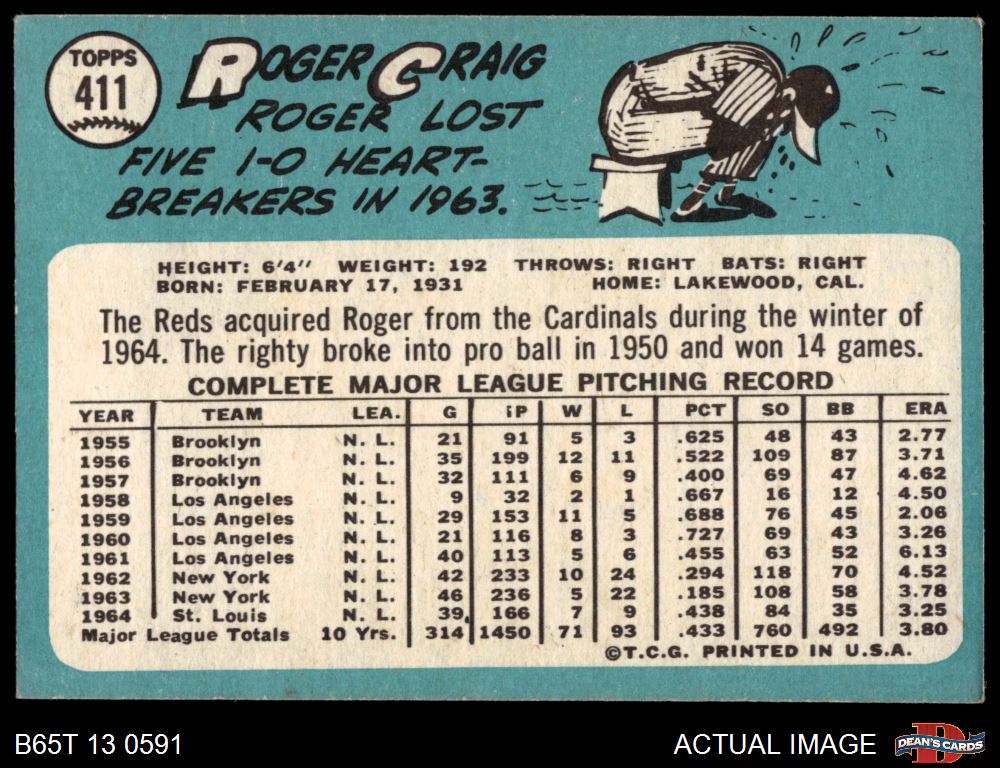 TOPPS
411
ROGER CRAIG
ROGER LOST
FIVE 1-0 HEART-
BREAKERS IN 1963.
HEIGHT: 6'4" WEIGHT: 192 THROWS: RIGHT BATS: RIGHT
BORN: FEBRUARY 17, 1931 HOME: LAKEWOOD, CAL.
The Reds acquired Roger from the Cardinals during the winter of
1964. The righty broke into pro ball in 1950 and won 14 games.
COMPLETE MAJOR LEAGUE PITCHING RECORD
YEAR TEAM LEA. G IP W L PCT SO BB ERA
1955 Brooklyn N. L. 21 91 5 3 .625 48 43 2.77
1956 Brooklyn N. L. 35 199 12 11 .522 109 87 3.71
1957 Brooklyn N. L. 32 111 6 9 .400 69 47 4.62
1958 Los Angeles N. L. 9 32 2 1 .667 16 12 4.50
1959 Los Angeles N. L. 29 153 11 5 .688 76 45 2.06
1960 Los Angeles N. L. 21 116 8 3 .727 69 43 3.26
1961 Los Angeles N. L. 40 113 5 6 .455 63 52 6.13
1962 New York N. L. 42 233 10 24 .294 118 70 4.52
1963 New York N. L. 46 236 5 22 .185 108 58 3.78
1964 St. Louis N. L. 39 166 7 9 .438 84 35 3.25
Major League Totals 10 Yrs. 314 1450 71 93 .433 760 492 3.80
©T.C.G. PRINTED IN U.S.A.
B65T 13 0591
ACTUAL IMAGE
D
DEAN'S CARDS